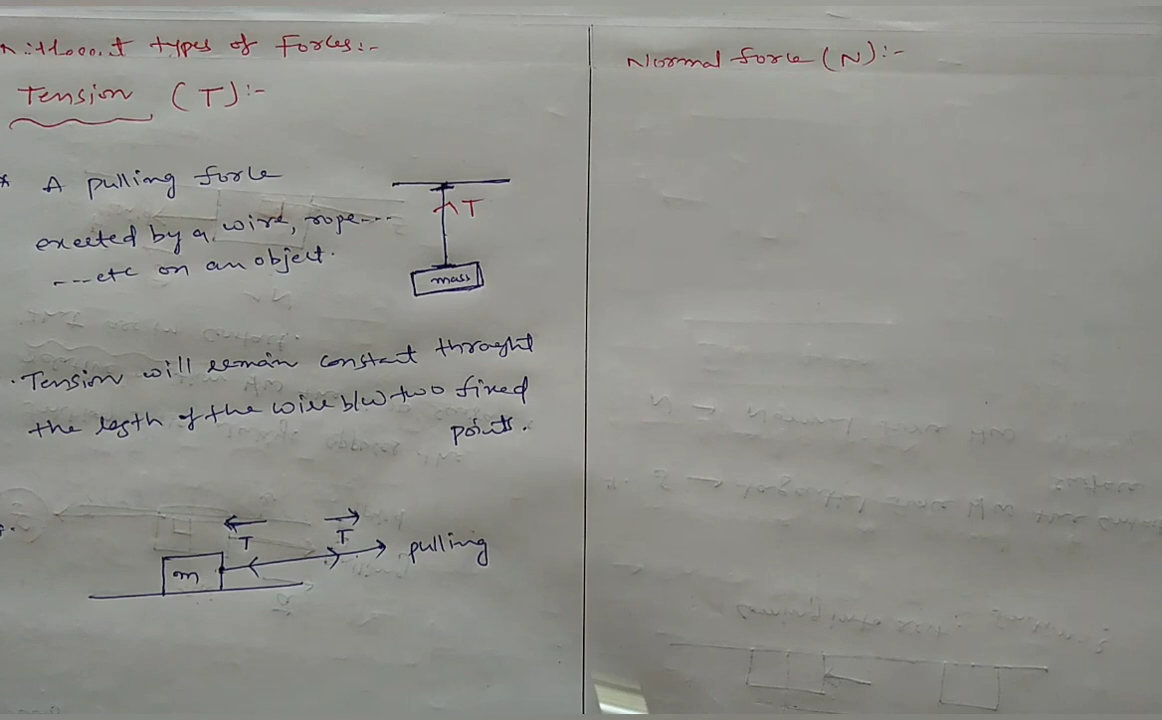 types of Forces:-
Tension (T):-
* A pulling force
exerted by a wire, rope---
---etc on an object.
T
mass
. Tension will remain constant throught
the legth of the wire b/w two fixed
points.
T T
m
pulling
Normal force (N):-